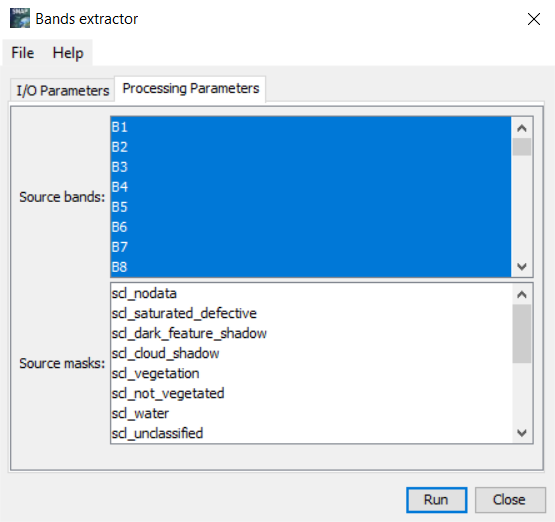 SNAP
Bands extractor
File Help
I/O Parameters Processing Parameters
Source bands:
B1
B2
B3
B4
B5
B6
B7
B8
Source masks:
scl_nodata
scl_saturated_defective
scl_dark_feature_shadow
scl_cloud_shadow
scl_vegetation
scl_not_vegetated
scl_water
scl_unclassified
Run Close